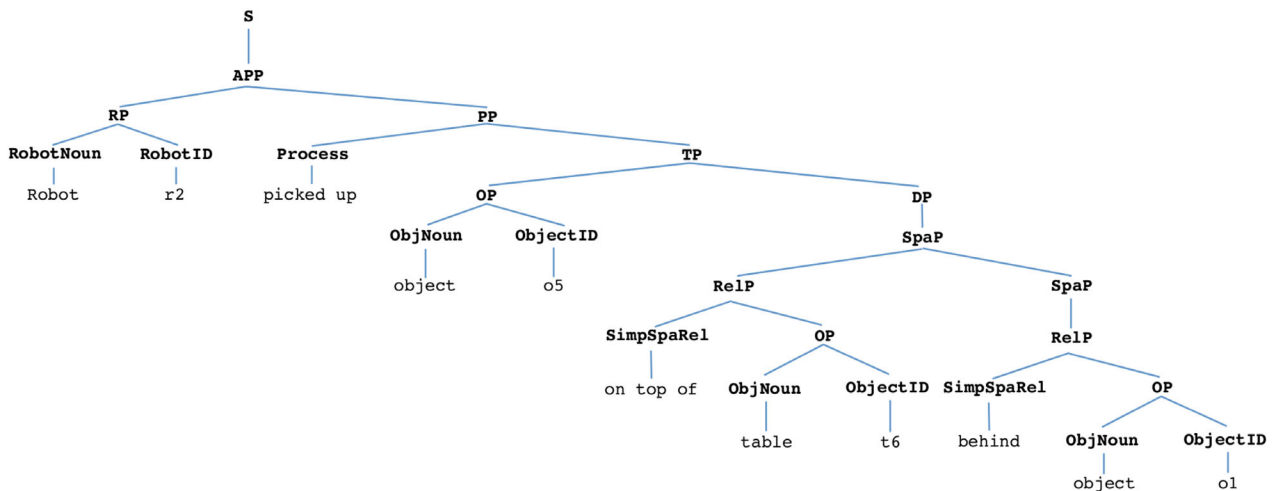 S
APP
RP PP
RobotNoun RobotID Process TP
Robot r2 picked up OP DP
ObjNoun ObjectID SpaP
object o5 RelP SpaP
SimpSpaRel OP RelP
on top of ObjNoun ObjectID SimpSpaRel OP
table t6 behind ObjNoun ObjectID
object o1